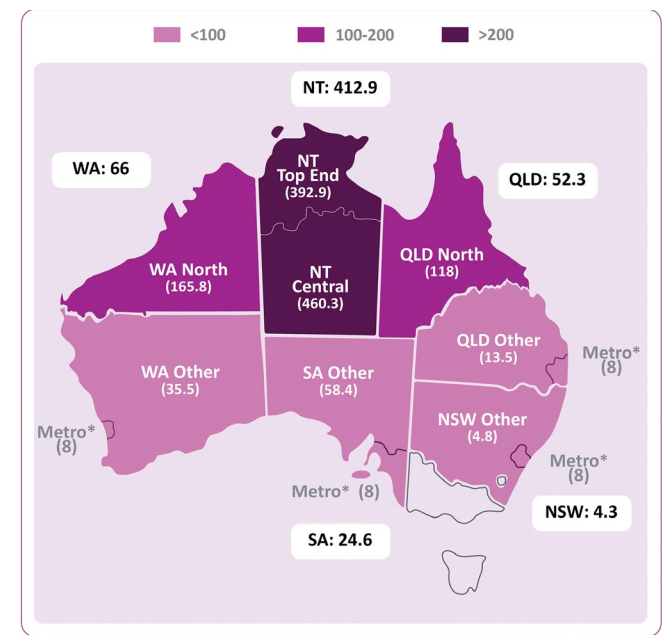 <100
100-200
>200
NT: 412.9
WA: 66
QLD: 52.3
NT
Top End
(392.9)
WA North
(165.8)
NT
Central
(460.3)
QLD North
(118)
QLD Other
(13.5)
Metro*
(8)
WA Other
(35.5)
SA Other
(58.4)
NSW Other
(4.8)
Metro*
(8)
Metro*
(8)
Metro* (8)
NSW: 4.3
SA: 24.6